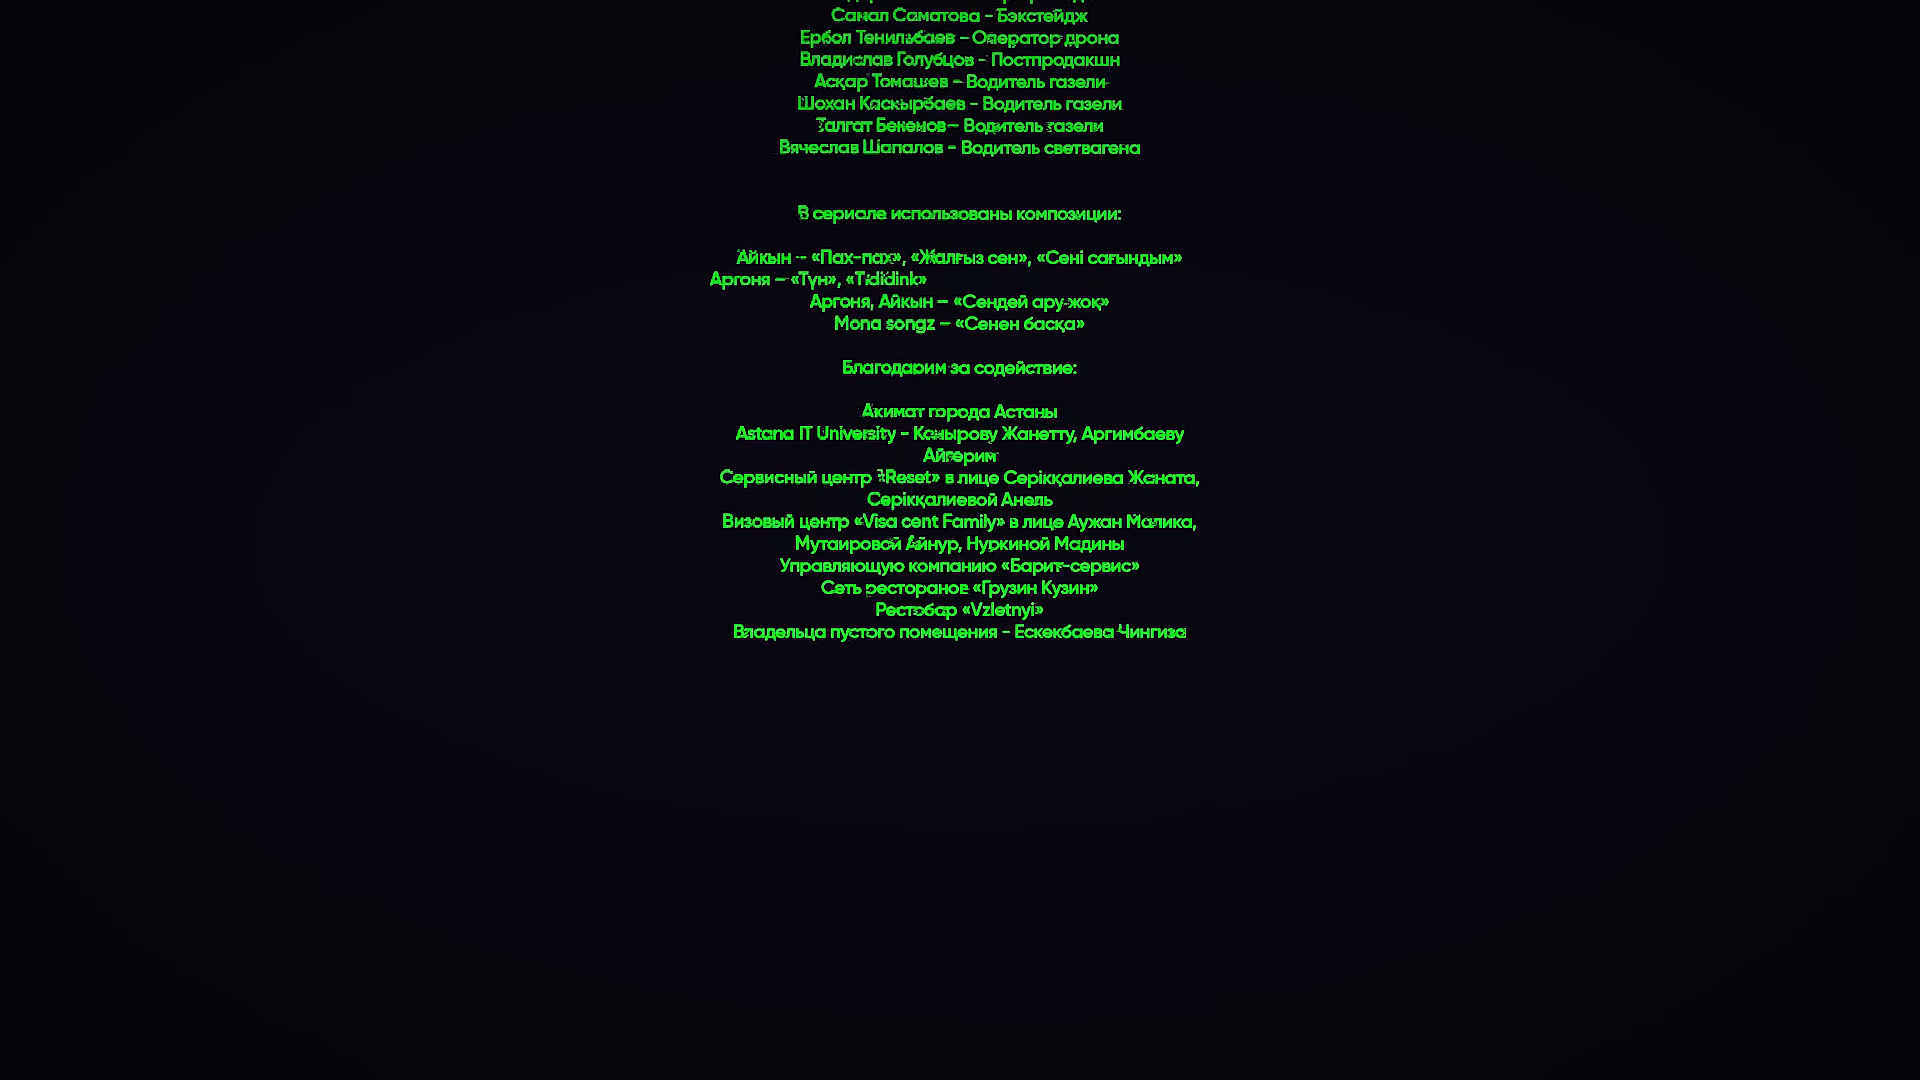 Самал Саматова - Бэкстейдж
Ербол Тенильбаев – Оператор дрона
Владислав Голубцов - Постпродакшн
Асқар Томашев – Водитель газели
Шохан Каскырбаев - Водитель газели
Талгат Бекенов– Водитель газели
Вячеслав Шапалов - Водитель светвагена
В сериале использованы композиции:
Айкын -- «Пах-пах», «Жалғыз сен», «Сені сағындым»
Аргоня – «Түн», «Tididink»
Аргоня, Айкын – «Сендей ару жоқ»
Mona songz – «Сенен басқа»
Благодарим за содействие:
Акимат города Астаны
Astana IT University - Канырову Жанетту, Аргимбаеву
Айгерим
Сервисный центр «Reset» в лице Серікқалиева Жаната,
Серікқалиевой Анель
Визовый центр «Visa cent Family» в лице Аужан Малика,
Мутаировой Айнур, Нуркиной Мадины
Управляющую компанию «Барит-сервис»
Сеть ресторанов «Грузин Кузин»
Рестобар «Vzletnyi»
Владельца пустого помещения - Ескекбаева Чингиза